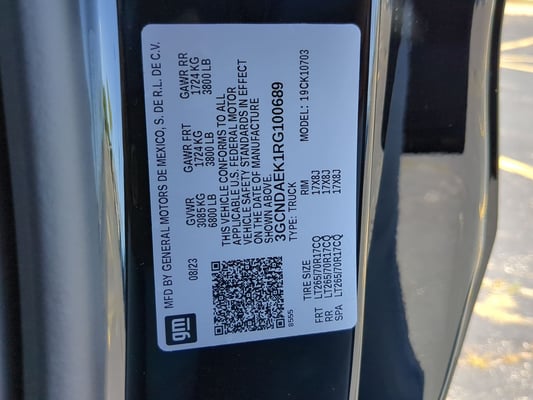 MFD BY GENERAL MOTORS DE MEXICO, S. DE R.L. DE C.V.
08/23
GVWR GAWR FRT GAWR RR
3085 KG 1724 KG 1724 KG
6800 LB 3800 LB 3800 LB
THIS VEHICLE CONFORMS TO ALL
APPLICABLE U.S. FEDERAL MOTOR
VEHICLE SAFETY STANDARDS IN EFFECT
ON THE DATE OF MANUFACTURE
SHOWN ABOVE
3GCNDAEK1RG100689
TYPE: TRUCK MODEL: 19CK10703
gm
8555
TIRE SIZE RIM
FRT LT265/70R17CQ 17X8J
RR LT265/70R17CQ 17X8J
SPA LT265/70R17CQ 17X8J